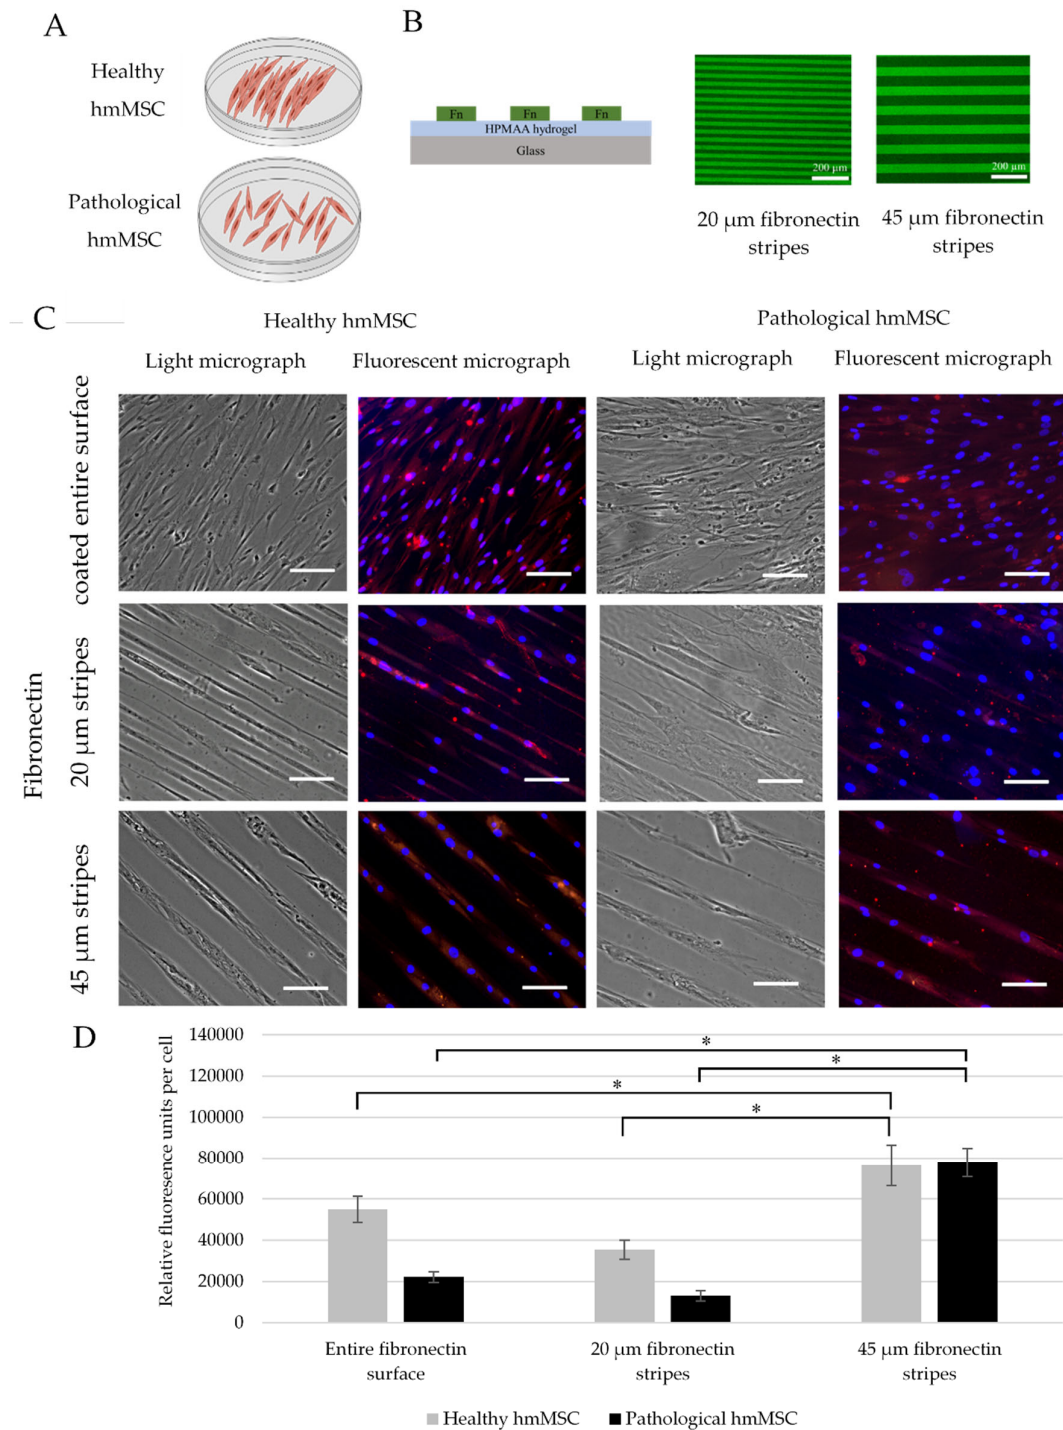 A
Healthy
hmMSC
Pathological
hmMSC
B
Fn Fn Fn
HPMAA hydrogel
Glass
200 μm
200 μm
20 μm fibronectin
stripes
45 μm fibronectin
stripes
C
Healthy hmMSC
Pathological hmMSC
Light micrograph
Fluorescent micrograph
Light micrograph
Fluorescent micrograph
Fibronectin
coated entire surface
20 μm stripes
45 μm stripes
D
Relative fluoresence units per cell
140000
120000
100000
80000
60000
40000
20000
0
*
*
*
*
Entire fibronectin
surface
20 μm fibronectin
stripes
45 μm fibronectin
stripes
Healthy hmMSC
Pathological hmMSC